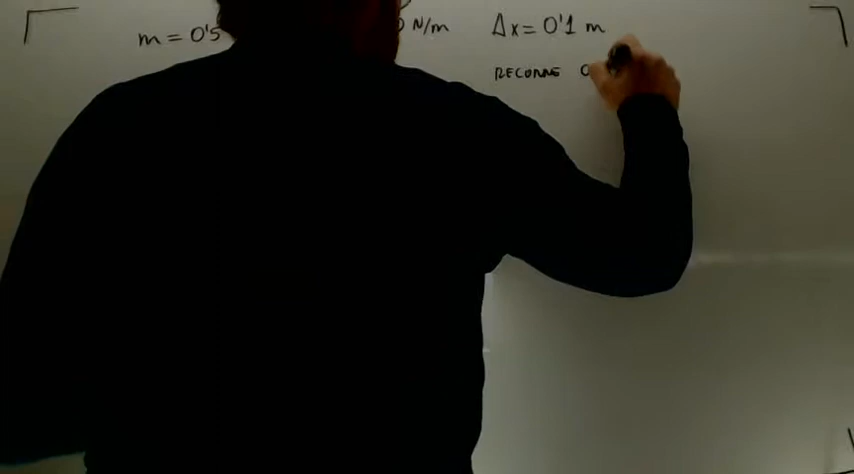 m = 0'5 N/m Δx = 0'1 m
RECORRE